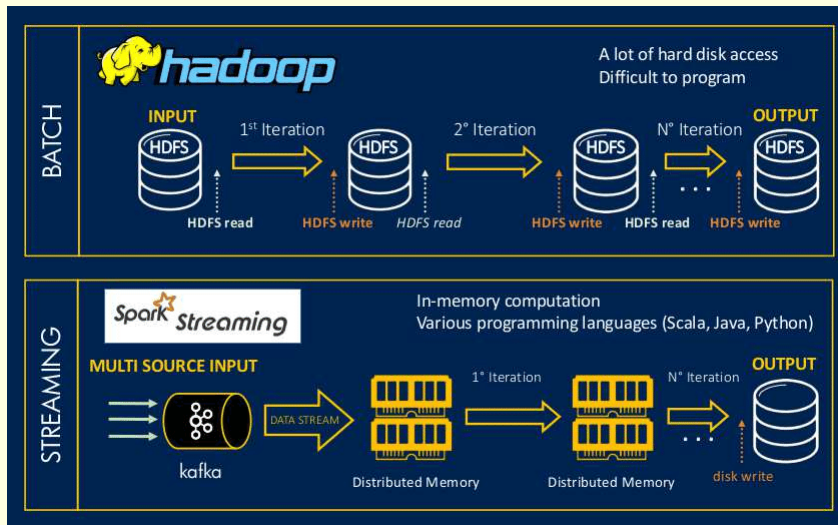 BATCH
hadoop
A lot of hard disk access
Difficult to program
INPUT
1st Iteration
2° Iteration
N° Iteration
OUTPUT
HDFS
HDFS
HDFS
HDFS
...
HDFS read
HDFS write
HDFS read
HDFS write
HDFS read
HDFS write
STREAMING
Spark Streaming
In-memory computation
Various programming languages (Scala, Java, Python)
MULTI SOURCE INPUT
1° Iteration
N° Iteration
OUTPUT
DATA STREAM
...
kafka
Distributed Memory
Distributed Memory
disk write